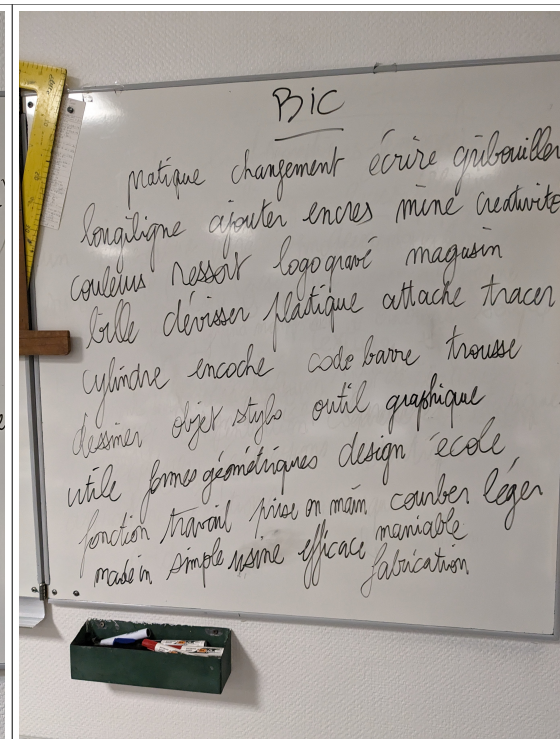 BIC
pratique changement écrire gribouiller
longiligne ajouter encres mine creativité
couleurs ressort logo gravé magasin
bille dévisser plastique attache tracer
cylindre encoche code barre trousse
dessiner objet stylo outil graphique
utile formes géométriques design école
fonction travail prise en main courber léger
made in simple usine efficace maniable
fabrication